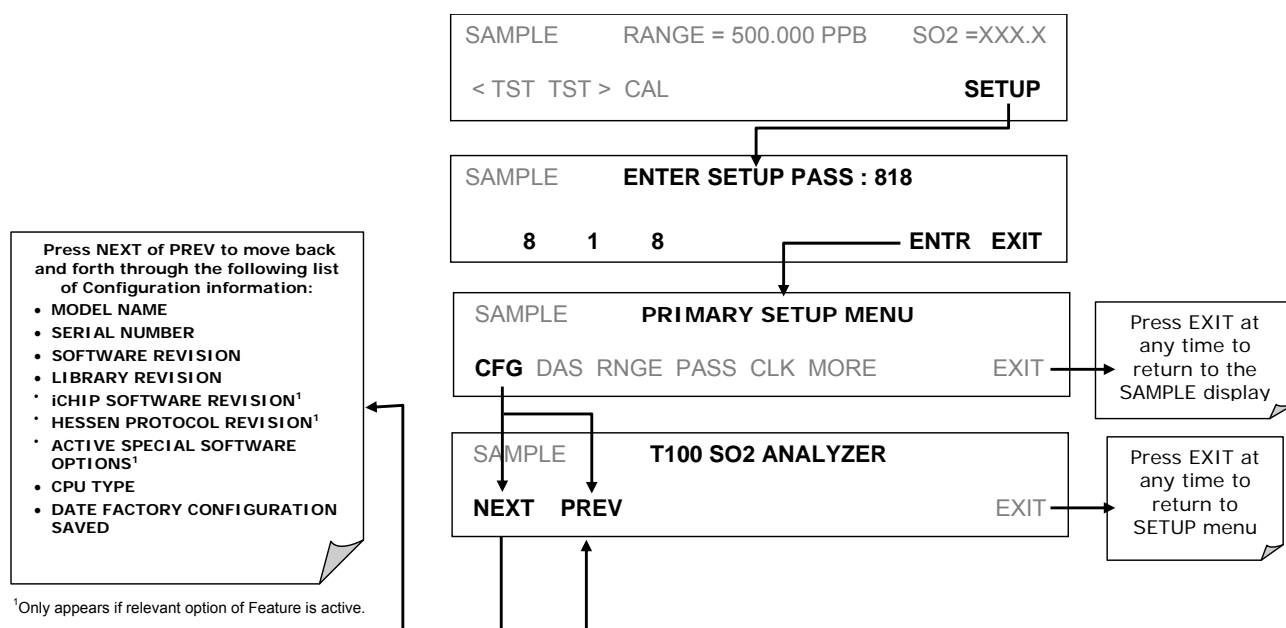 SAMPLE RANGE = 500.000 PPB SO2 =XXX.X
< TST TST > CAL SETUP
SAMPLE ENTER SETUP PASS : 818
8 1 8 ENTR EXIT
SAMPLE PRIMARY SETUP MENU
CFG DAS RNGE PASS CLK MORE EXIT
Press EXIT at
any time to
return to the
SAMPLE display
SAMPLE T100 SO2 ANALYZER
NEXT PREV EXIT
Press EXIT at
any time to
return to
SETUP menu
Press NEXT of PREV to move back
and forth through the following list
of Configuration information:
• MODEL NAME
• SERIAL NUMBER
• SOFTWARE REVISION
• LIBRARY REVISION
• iCHIP SOFTWARE REVISION¹
• HESSEN PROTOCOL REVISION¹
• ACTIVE SPECIAL SOFTWARE
OPTIONS¹
• CPU TYPE
• DATE FACTORY CONFIGURATION
SAVED
¹Only appears if relevant option of Feature is active.